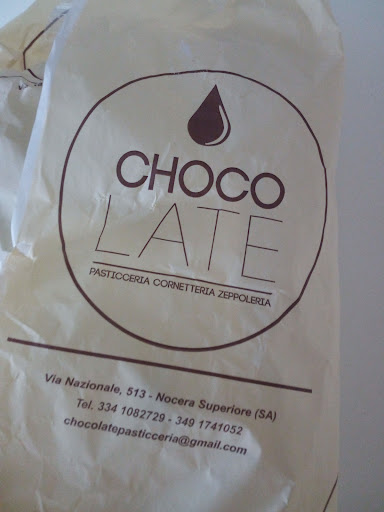 CHOCO
LATE
PASTICCERIA CORNETTERIA ZEPPOLERIA
Via Nazionale, 513 - Nocera Superiore (SA)
Tel. 334 1082729 - 349 1741052
chocolatepasticceria@gmail.com